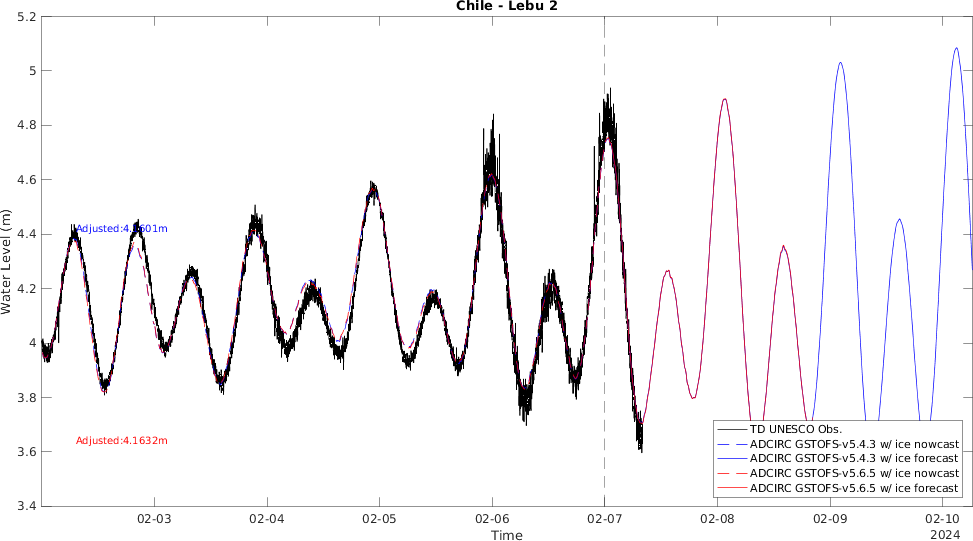 Chile - Lebu 2
5.2
5
4.8
4.6
4.4
4.2
4
3.8
3.6
3.4
Water Level (m)
Adjusted:4.1632m
TD UNESCO Obs.
ADCIRC GSTOFS-v5.4.3 w/ ice nowcast
ADCIRC GSTOFS-v5.4.3 w/ ice forecast
ADCIRC GSTOFS-v5.6.5 w/ ice nowcast
ADCIRC GSTOFS-v5.6.5 w/ ice forecast
02-03 02-04 02-05 02-06 02-07 02-08 02-09 02-10
Time
2024